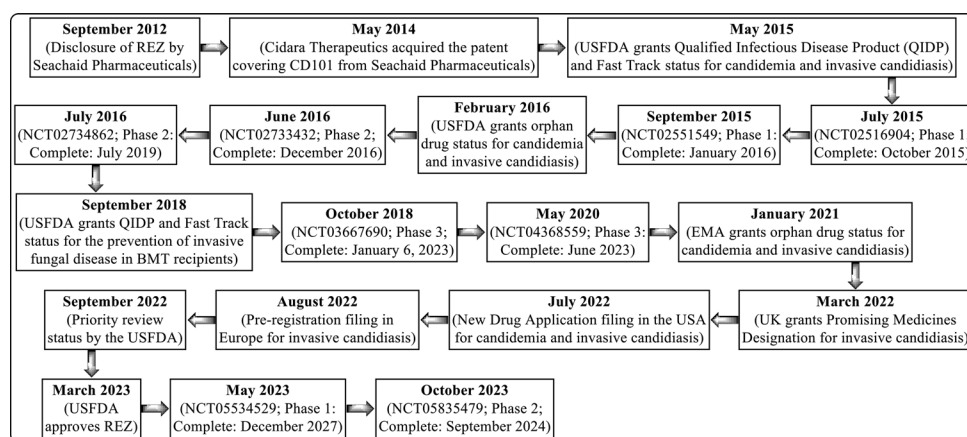 September 2012
(Disclosure of REZ by
Seachaid Pharmaceuticals)
May 2014
(Cidara Therapeutics acquired the patent
covering CD101 from Seachaid Pharmaceuticals)
May 2015
(USFDA grants Qualified Infectious Disease Product (QIDP)
and Fast Track status for candidemia and invasive candidiasis)
July 2015
(NCT02516904; Phase 1:
Complete: October 2015)
September 2015
(NCT02551549; Phase 1:
Complete: January 2016)
February 2016
(USFDA grants orphan
drug status for candidemia
and invasive candidiasis)
June 2016
(NCT02733432; Phase 2;
Complete: December 2016)
July 2016
(NCT02734862; Phase 2:
Complete: July 2019)
September 2018
(USFDA grants QIDP and Fast Track
status for the prevention of invasive
fungal disease in BMT recipients)
October 2018
(NCT03667690; Phase 3;
Complete: January 6, 2023)
May 2020
(NCT04368559; Phase 3:
Complete: June 2023)
January 2021
(EMA grants orphan drug status for
candidemia and invasive candidiasis)
March 2022
(UK grants Promising Medicines
Designation for invasive candidiasis)
July 2022
(New Drug Application filing in the USA
for candidemia and invasive candidiasis)
August 2022
(Pre-registration filing in
Europe for invasive candidiasis)
September 2022
(Priority review
status by the USFDA)
March 2023
(USFDA
approves REZ)
May 2023
(NCT05534529; Phase 1:
Complete: December 2027)
October 2023
(NCT05835479; Phase 2;
Complete: September 2024)